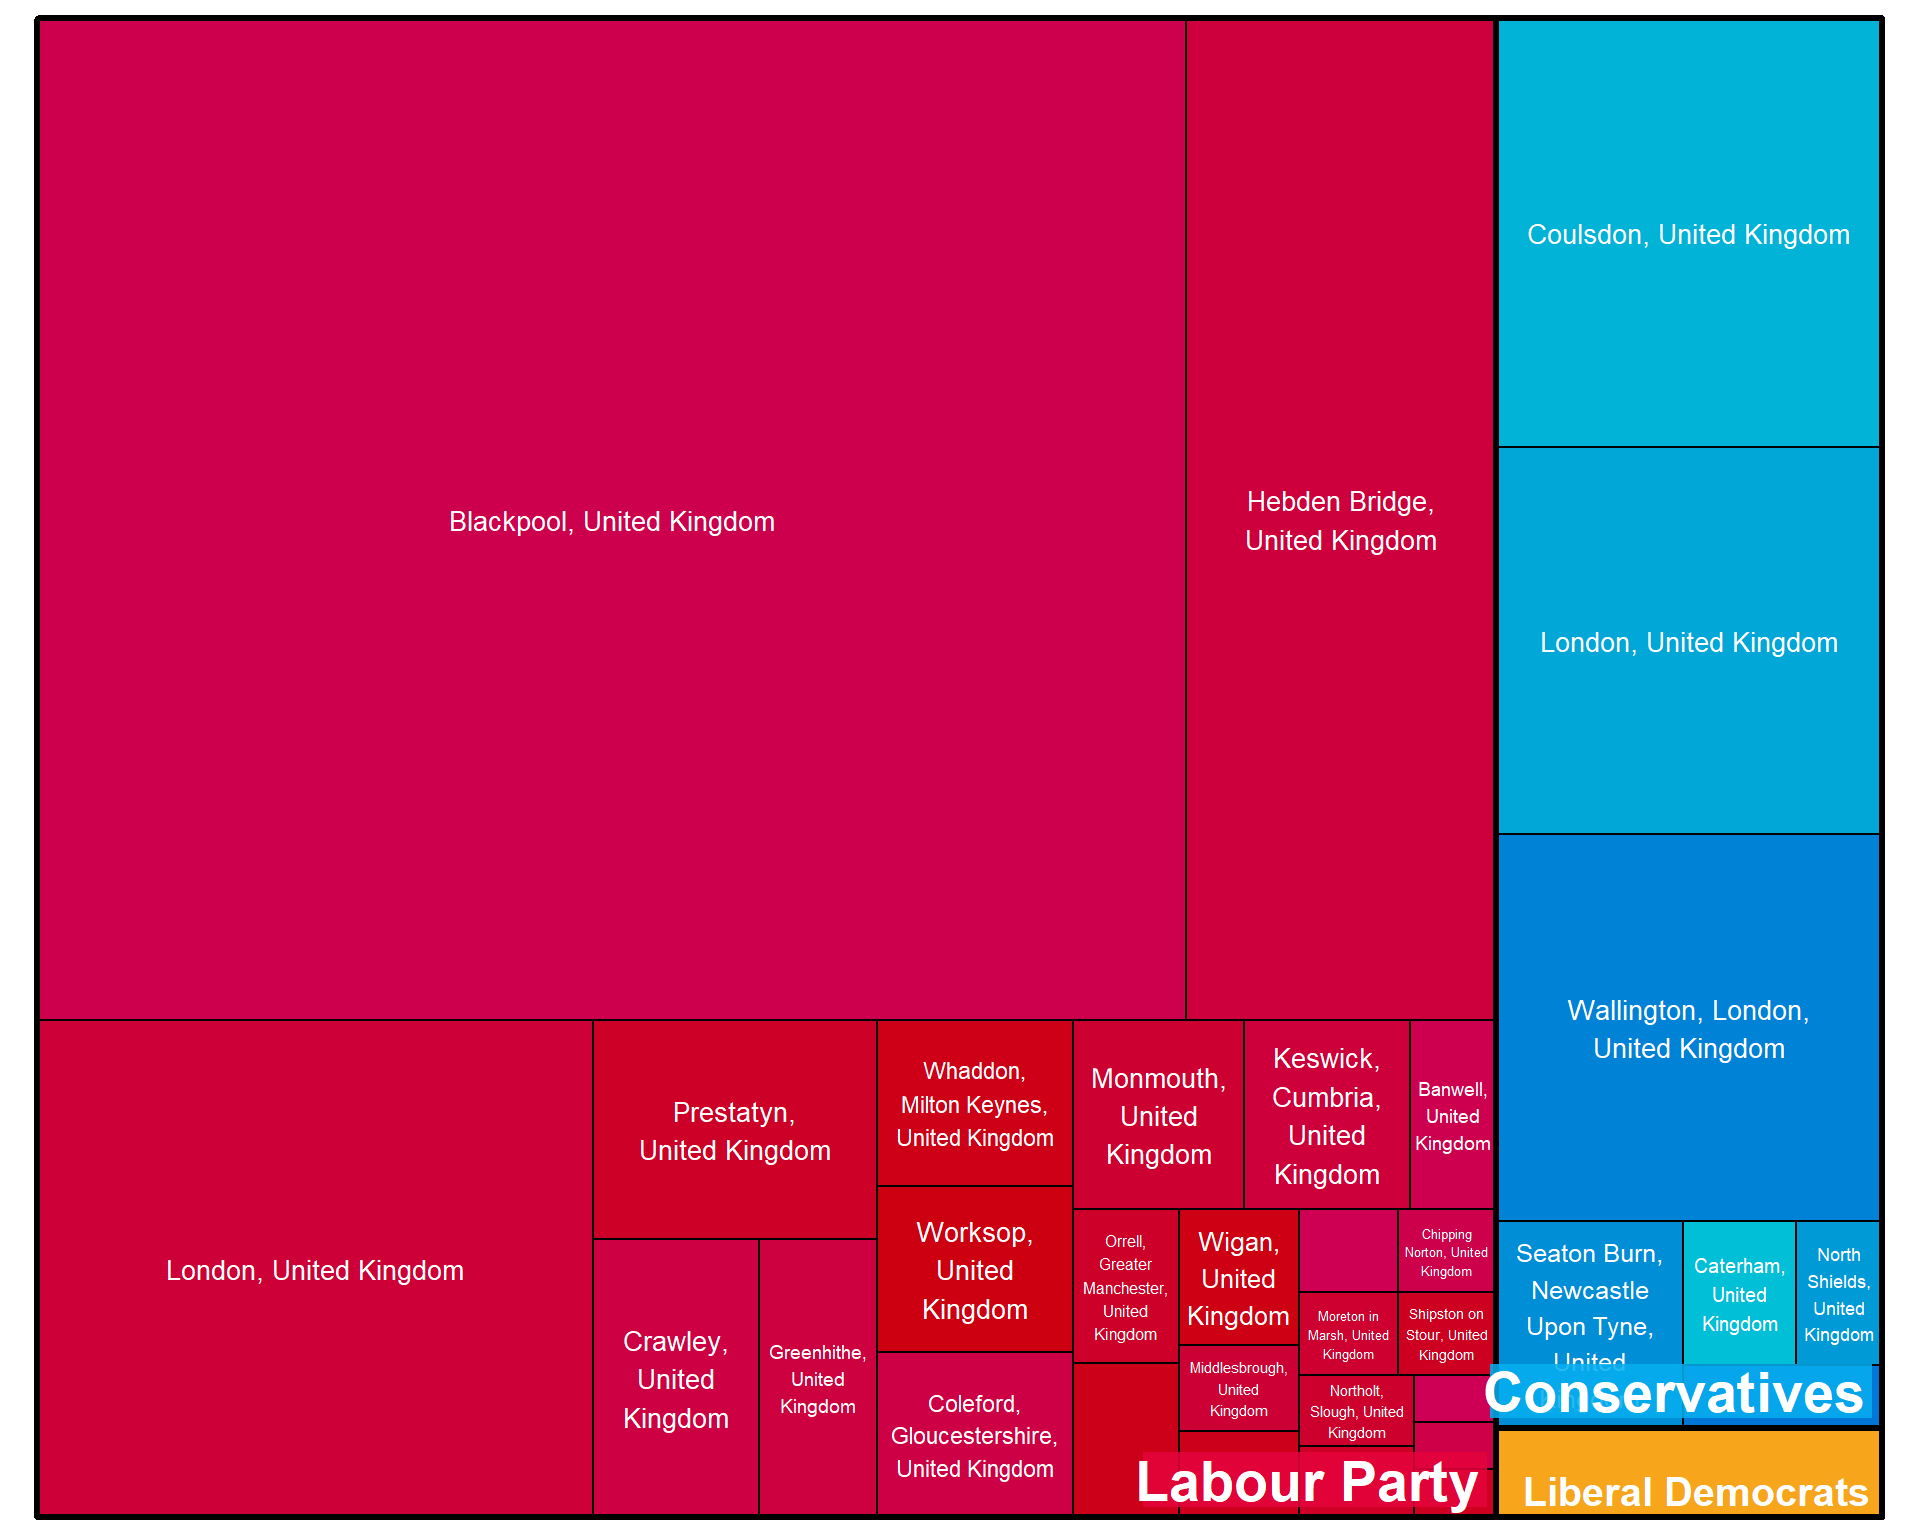 Blackpool, United Kingdom
Hebden Bridge,
United Kingdom
London, United Kingdom
Prestatyn,
United Kingdom
Crawley,
United
Kingdom
Greenhithe,
United
Kingdom
Whaddon,
Milton Keynes,
United Kingdom
Worksop,
United
Kingdom
Coleford,
Gloucestershire,
United Kingdom
Monmouth,
United
Kingdom
Keswick,
Cumbria,
United
Kingdom
Banwell,
United
Kingdom
Orrell,
Greater
Manchester,
United
Kingdom
Wigan,
United
Kingdom
Middlesbrough,
United
Kingdom
Chipping
Norton, United
Kingdom
Moreton in
Marsh, United
Kingdom
Shipston on
Stour, United
Kingdom
Northolt,
Slough, United
Kingdom
Labour Party
Coulsdon, United Kingdom
London, United Kingdom
Wallington, London,
United Kingdom
Seaton Burn,
Newcastle
Upon Tyne,
United
Caterham,
United
Kingdom
North
Shields,
United
Kingdom
Conservatives
Liberal Democrats